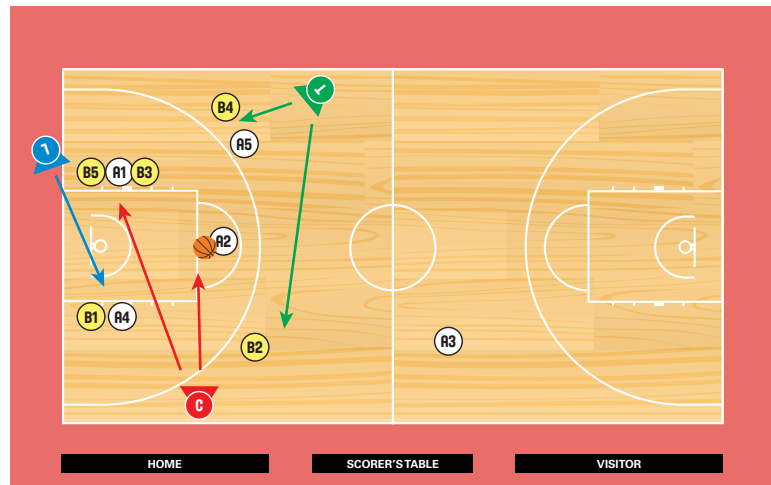 T
B4
A5
L
B5 A1 B3
A2
B1 A4
A3
B2
C
HOME SCORER'S TABLE VISITOR